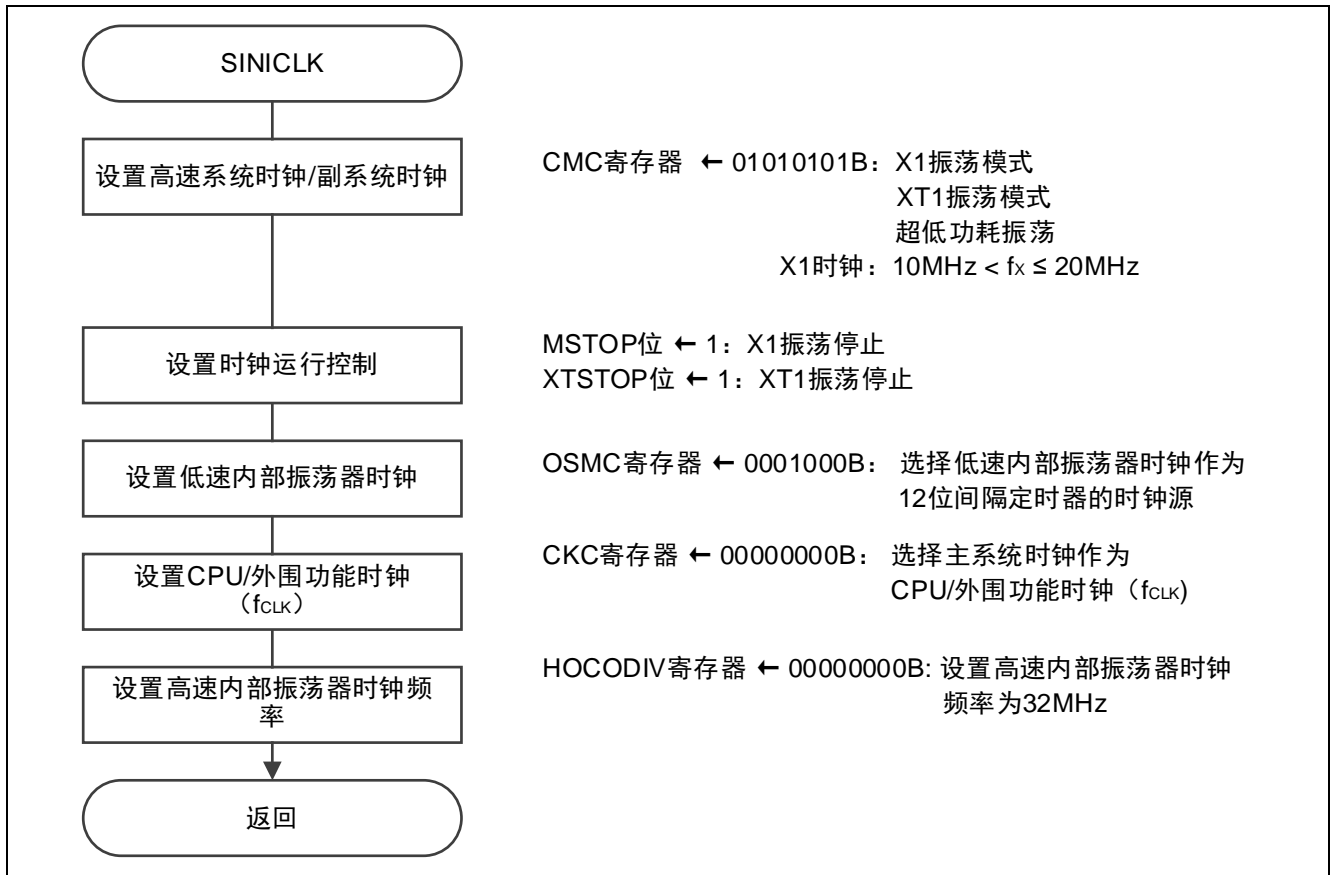 SINICLK
设置高速系统时钟/副系统时钟
CMC寄存器 ← 01010101B：X1振荡模式
XT1振荡模式
超低功耗振荡
X1时钟：10MHz < fX ≤ 20MHz
设置时钟运行控制
MSTOP位 ← 1：X1振荡停止
XTSTOP位 ← 1：XT1振荡停止
设置低速内部振荡器时钟
OSMC寄存器 ← 0001000B： 选择低速内部振荡器时钟作为
12位间隔定时器的时钟源
设置CPU/外围功能时钟
（fCLK）
CKC寄存器 ← 00000000B： 选择主系统时钟作为
CPU/外围功能时钟（fCLK)
设置高速内部振荡器时钟频
率
HOCODIV寄存器 ← 00000000B: 设置高速内部振荡器时钟
频率为32MHz
返回